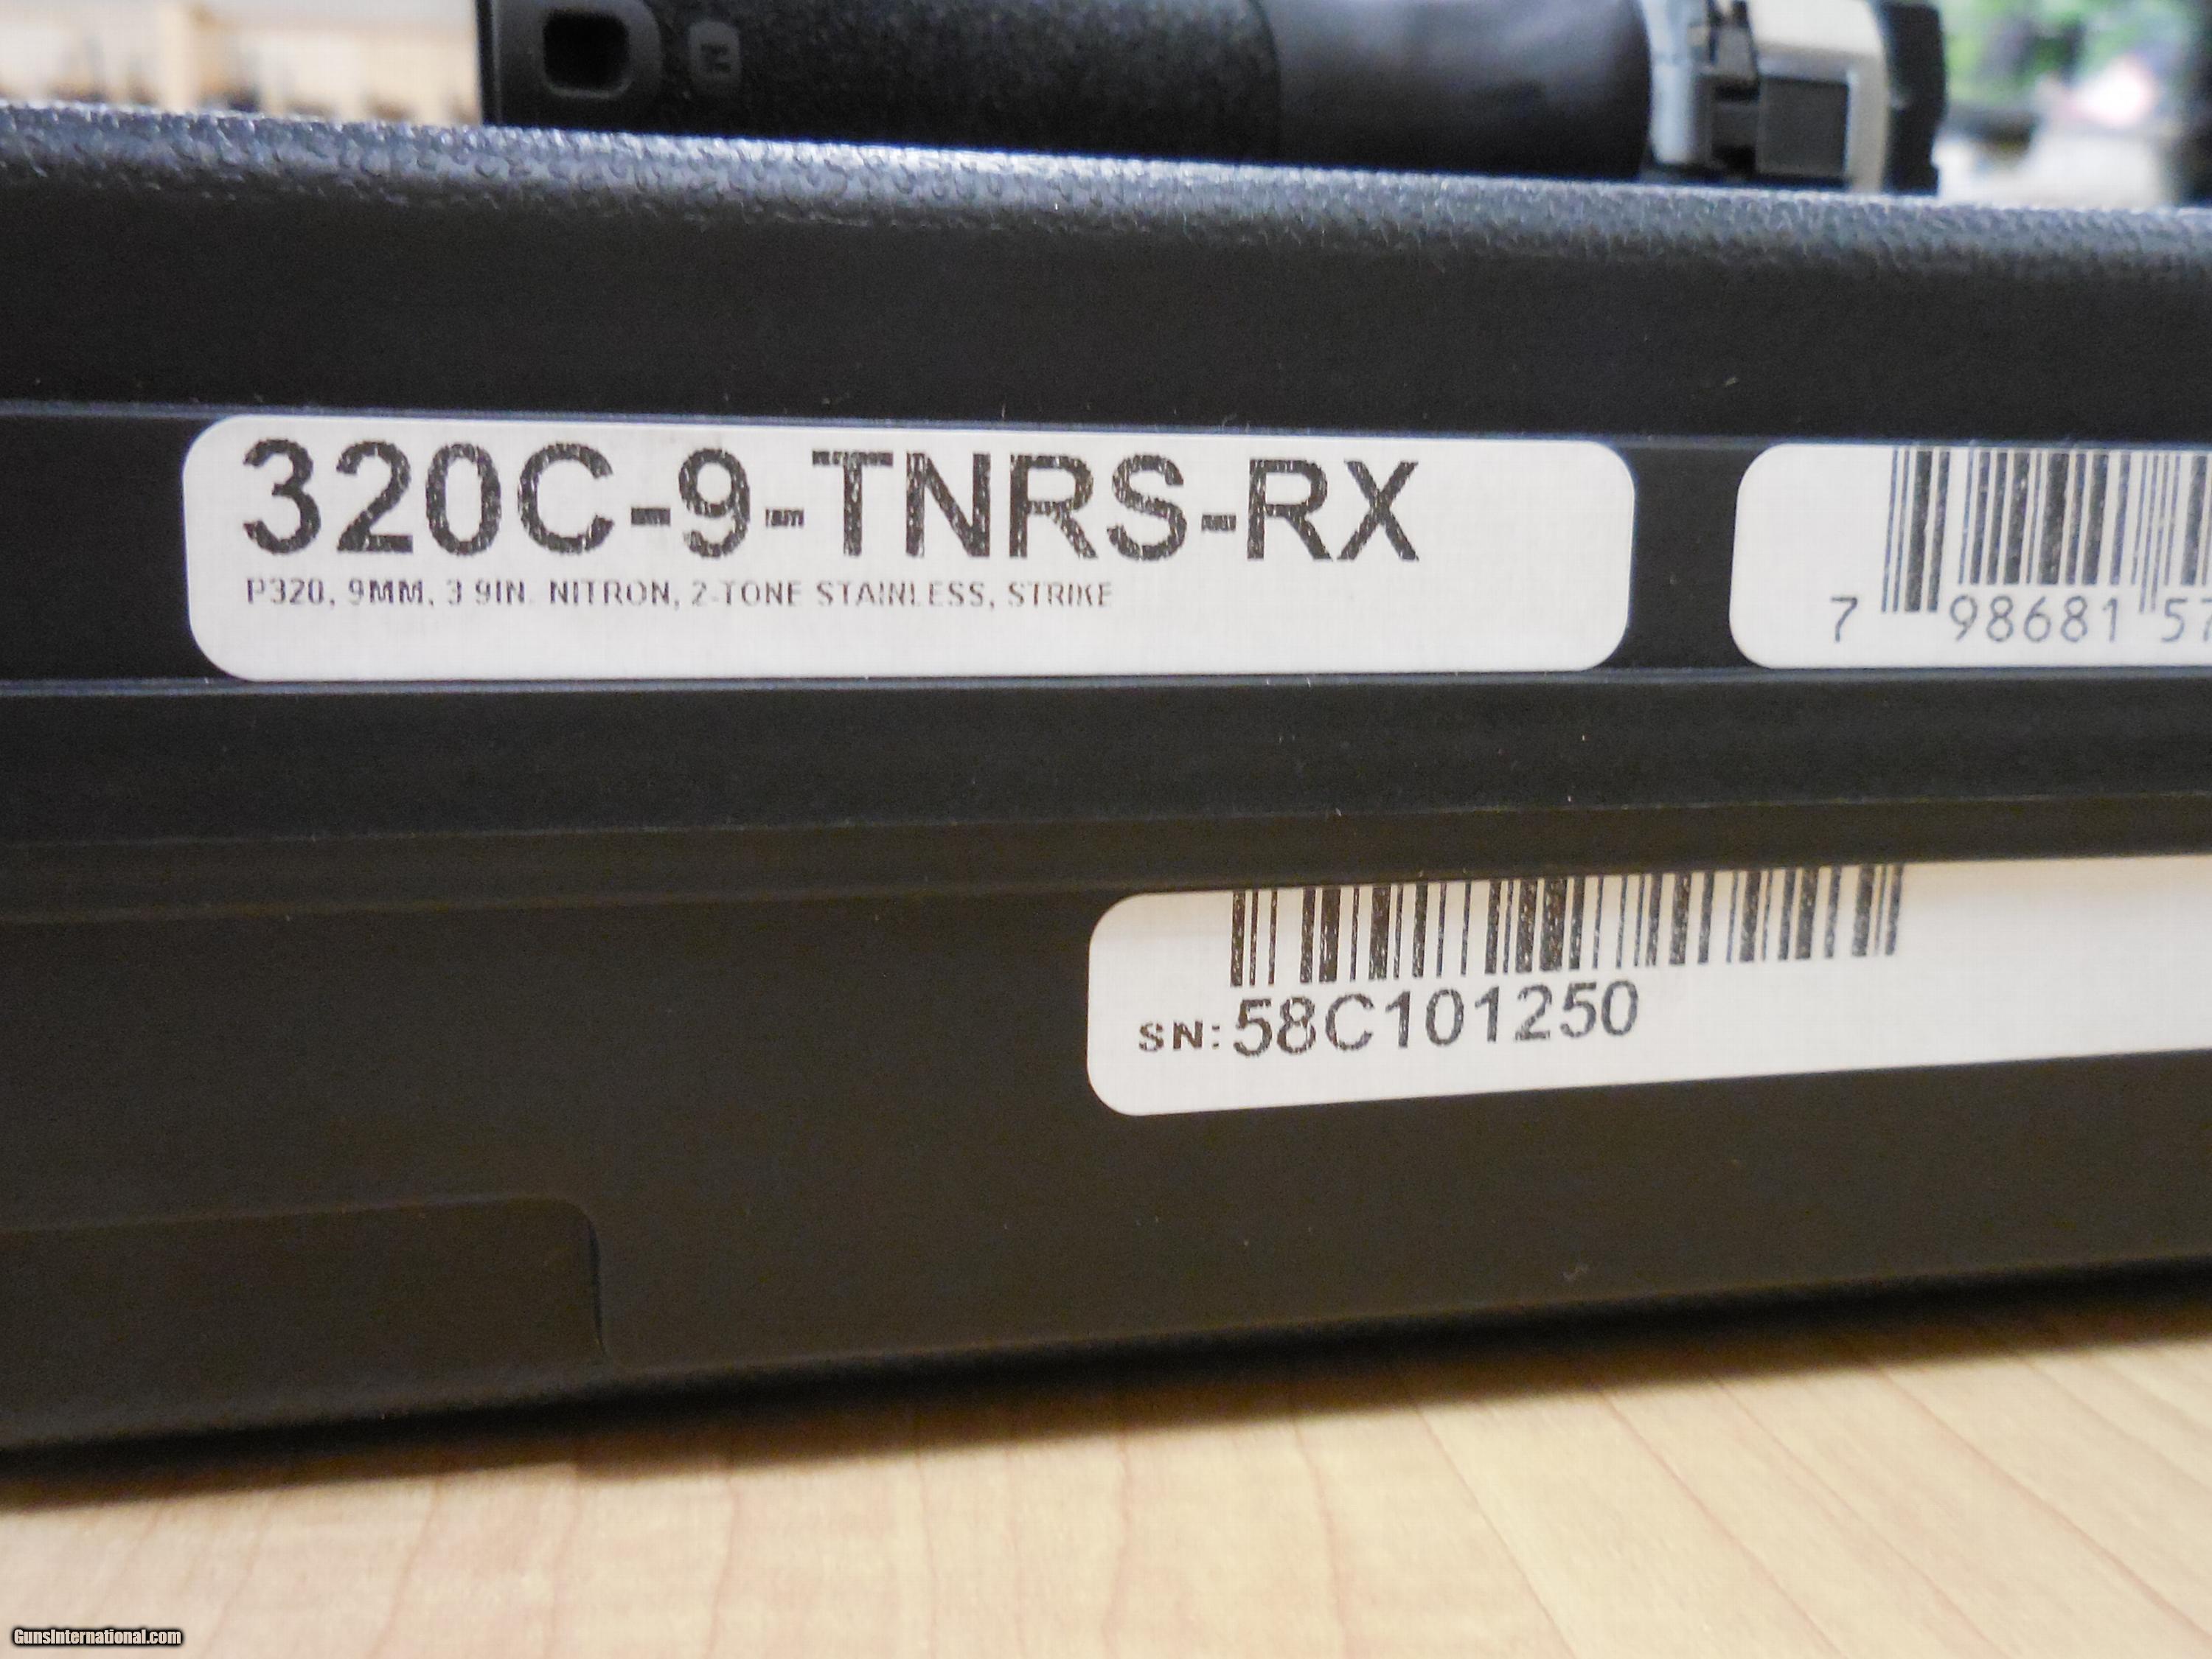 320C-9-TNRS-RX
P320, 9MM, 3.9IN. NITRON, 2-TONE STAINLESS, STRIKE
7 98681 57
SN: 58C101250
GunsInternational.com